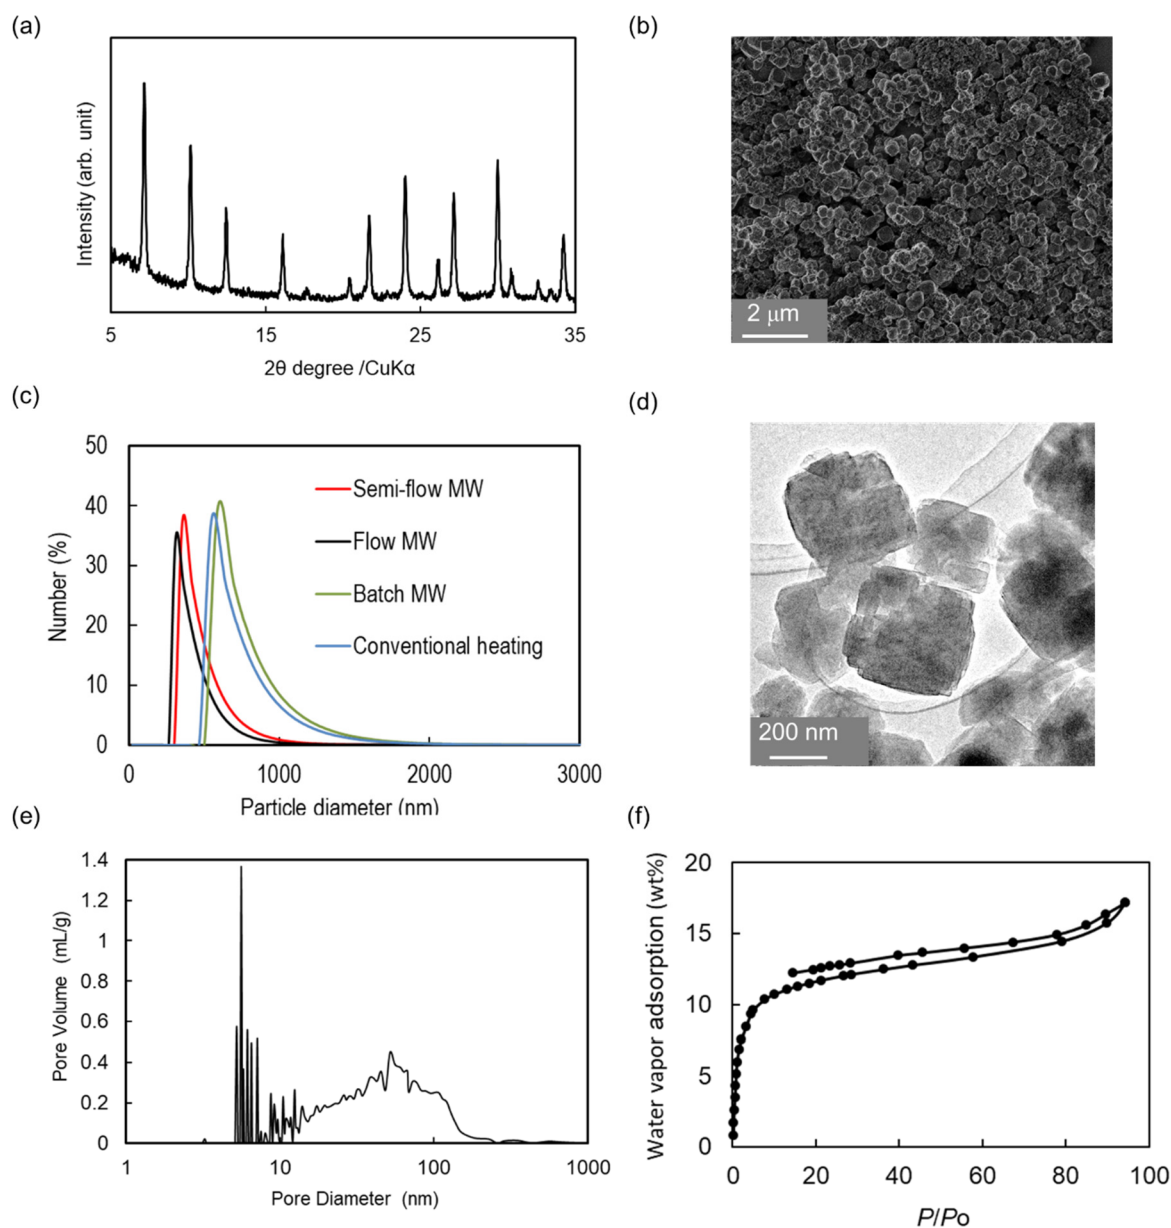 (a)
Intensity (arb. unit)
5
15
25
35
2θ degree /CuKα
(b)
2 μm
(c)
50
40
30
20
10
0
Number (%)
Semi-flow MW
Flow MW
Batch MW
Conventional heating
0
1000
2000
3000
Particle diameter (nm)
(d)
200 nm
(e)
1.4
1.2
1
0.8
0.6
0.4
0.2
0
Pore Volume (mL/g)
1
10
100
1000
Pore Diameter (nm)
(f)
20
15
10
5
0
Water vapor adsorption (wt%)
0
20
40
60
80
100
P/Po